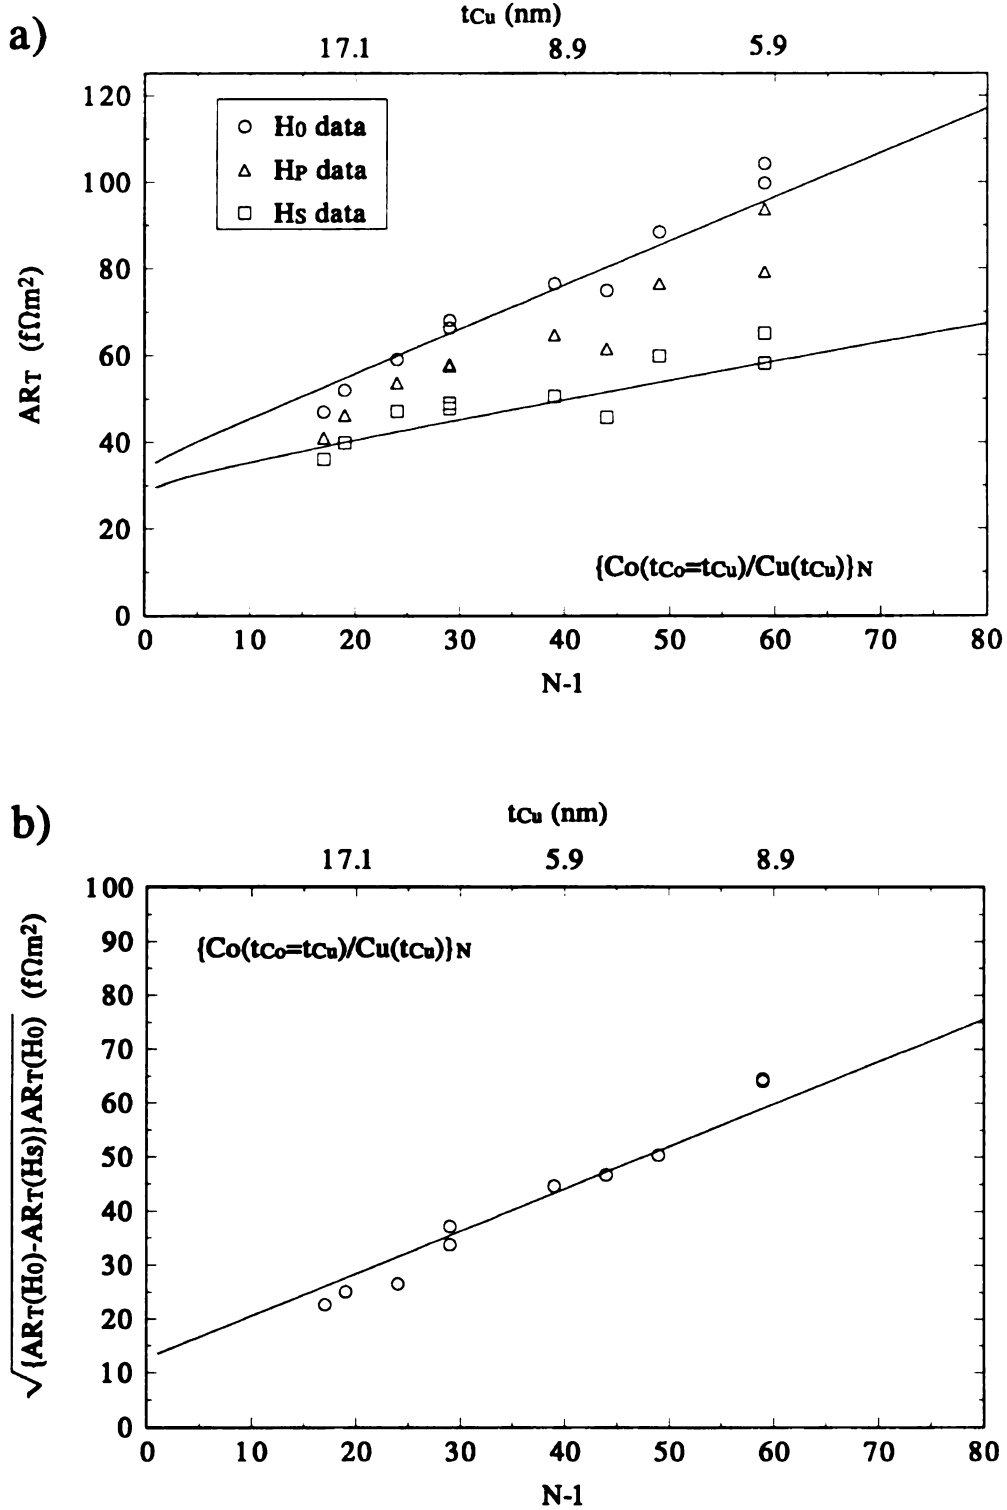 a)
tCu (nm)
17.1 8.9 5.9
120
100
80
60
40
20
0
H0 data
HP data
HS data
ART (fΩm²)
{Co(tCo=tCu)/Cu(tCu)}N
0 10 20 30 40 50 60 70 80
N-1
b)
tCu (nm)
17.1 5.9 8.9
100
90
80
70
60
50
40
30
20
10
0
{Co(tCo=tCu)/Cu(tCu)}N
√{ART(H0)-ART(HS)}ART(H0) (fΩm²)
0 10 20 30 40 50 60 70 80
N-1